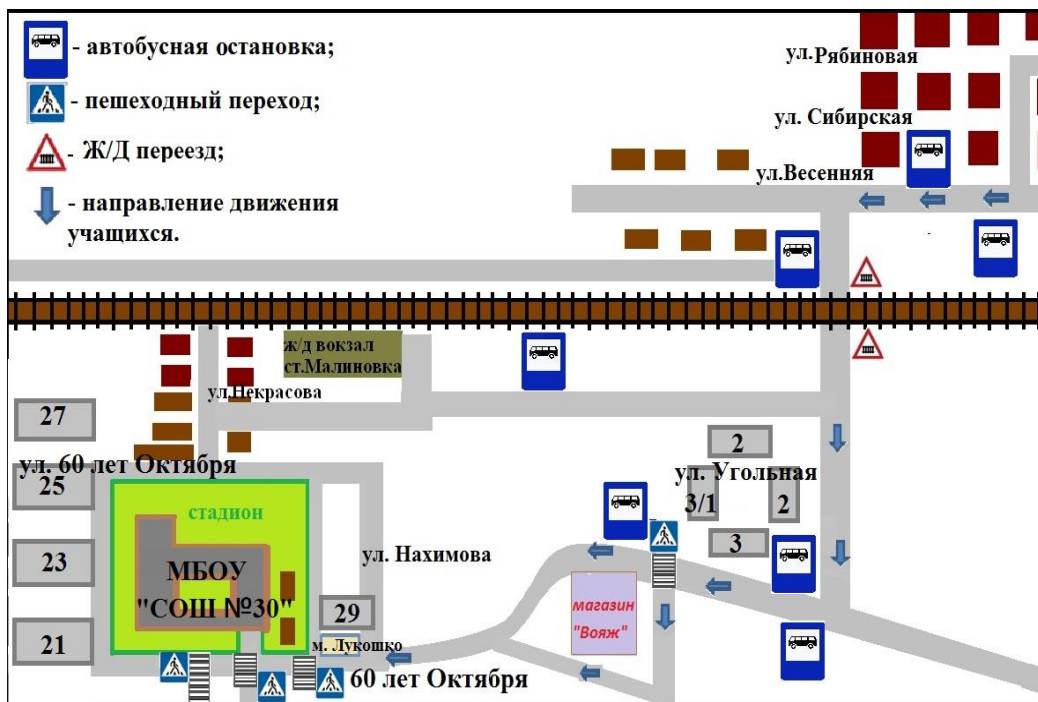 - автобусная остановка;
- пешеходный переход;
- Ж/Д переезд;
- направление движения
учащихся.
ул.Рябиновая
ул. Сибирская
ул.Весенняя
ж/д вокзал
ст.Малиновка
ул.Некрасова
27
ул. 60 лет Октября
25
23
21
стадион
МБОУ
"СОШ №30"
ул. Нахимова
29
м. Лукошко
60 лет Октября
2
ул. Угольная
3/1
2
3
магазин
"Вояж"